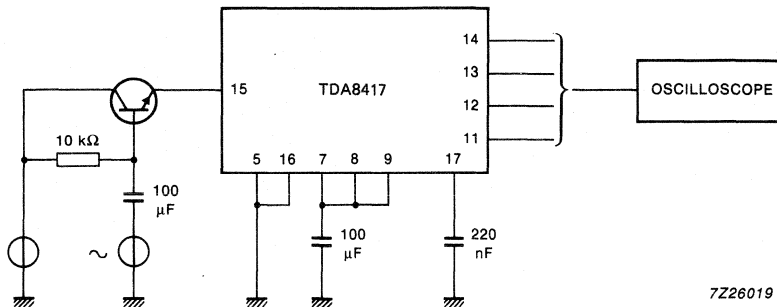 14
13
15 TDA8417 OSCILLOSCOPE
12
10 kΩ 11
5 16 7 8 9 17
100
µF
100
µF
220
nF
~
7Z26019